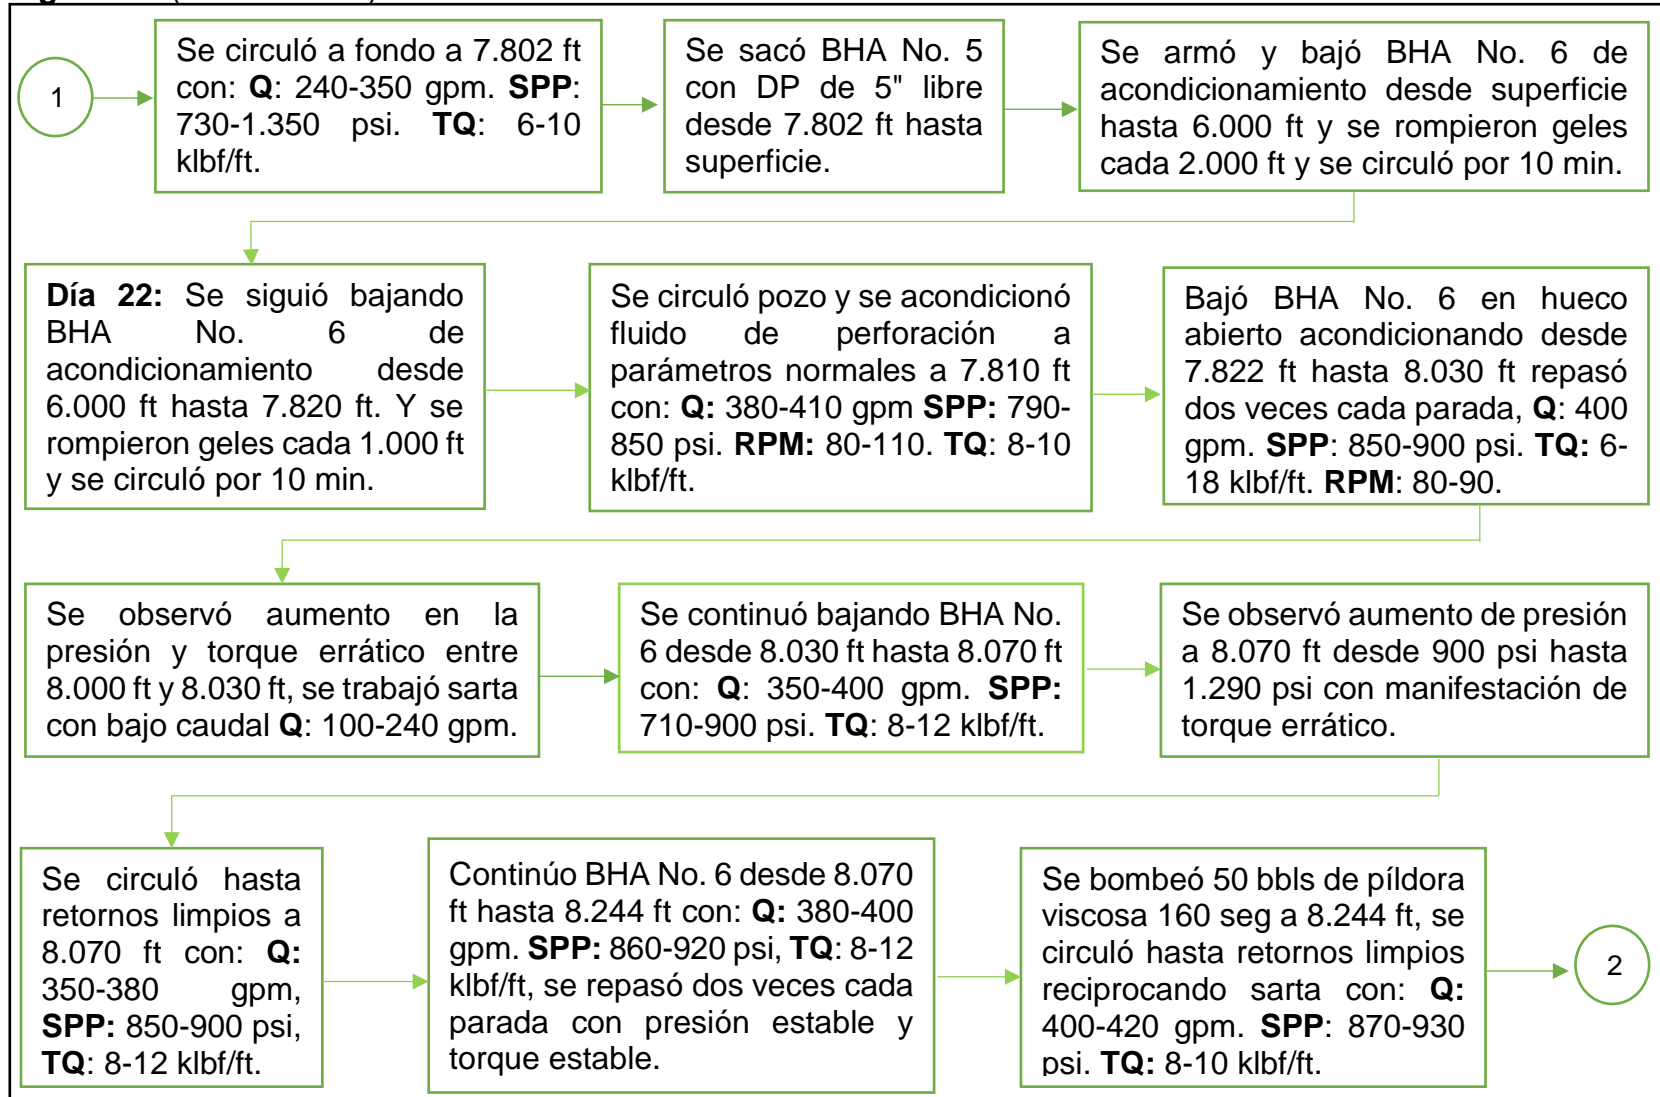 1
Se circuló a fondo a 7.802 ft
con: Q: 240-350 gpm. SPP:
730-1.350 psi. TQ: 6-10
klbf/ft.
Se sacó BHA No. 5
con DP de 5" libre
desde 7.802 ft hasta
superficie.
Se armó y bajó BHA No. 6 de
acondicionamiento desde superficie
hasta 6.000 ft y se rompieron geles
cada 2.000 ft y se circuló por 10 min.
Día 22: Se siguió bajando
BHA No. 6 de
acondicionamiento desde
6.000 ft hasta 7.820 ft. Y se
rompieron geles cada 1.000 ft
y se circuló por 10 min.
Se circuló pozo y se acondicionó
fluido de perforación a
parámetros normales a 7.810 ft
con: Q: 380-410 gpm SPP: 790-
850 psi. RPM: 80-110. TQ: 8-10
klbf/ft.
Bajó BHA No. 6 en hueco
abierto acondicionando desde
7.822 ft hasta 8.030 ft repasó
dos veces cada parada, Q: 400
gpm. SPP: 850-900 psi. TQ: 6-
18 klbf/ft. RPM: 80-90.
Se observó aumento en la
presión y torque errático entre
8.000 ft y 8.030 ft, se trabajó sarta
con bajo caudal Q: 100-240 gpm.
Se continuó bajando BHA No.
6 desde 8.030 ft hasta 8.070 ft
con: Q: 350-400 gpm. SPP:
710-900 psi. TQ: 8-12 klbf/ft.
Se observó aumento de presión
a 8.070 ft desde 900 psi hasta
1.290 psi con manifestación de
torque errático.
Se circuló hasta
retornos limpios a
8.070 ft con: Q:
350-380 gpm,
SPP: 850-900 psi,
TQ: 8-12 klbf/ft.
Continúo BHA No. 6 desde 8.070
ft hasta 8.244 ft con: Q: 380-400
gpm. SPP: 860-920 psi, TQ: 8-12
klbf/ft, se repasó dos veces cada
parada con presión estable y
torque estable.
Se bombeó 50 bbls de píldora
viscosa 160 seg a 8.244 ft, se
circuló hasta retornos limpios
reciprocando sarta con: Q:
400-420 gpm. SPP: 870-930
psi. TQ: 8-10 klbf/ft.
2